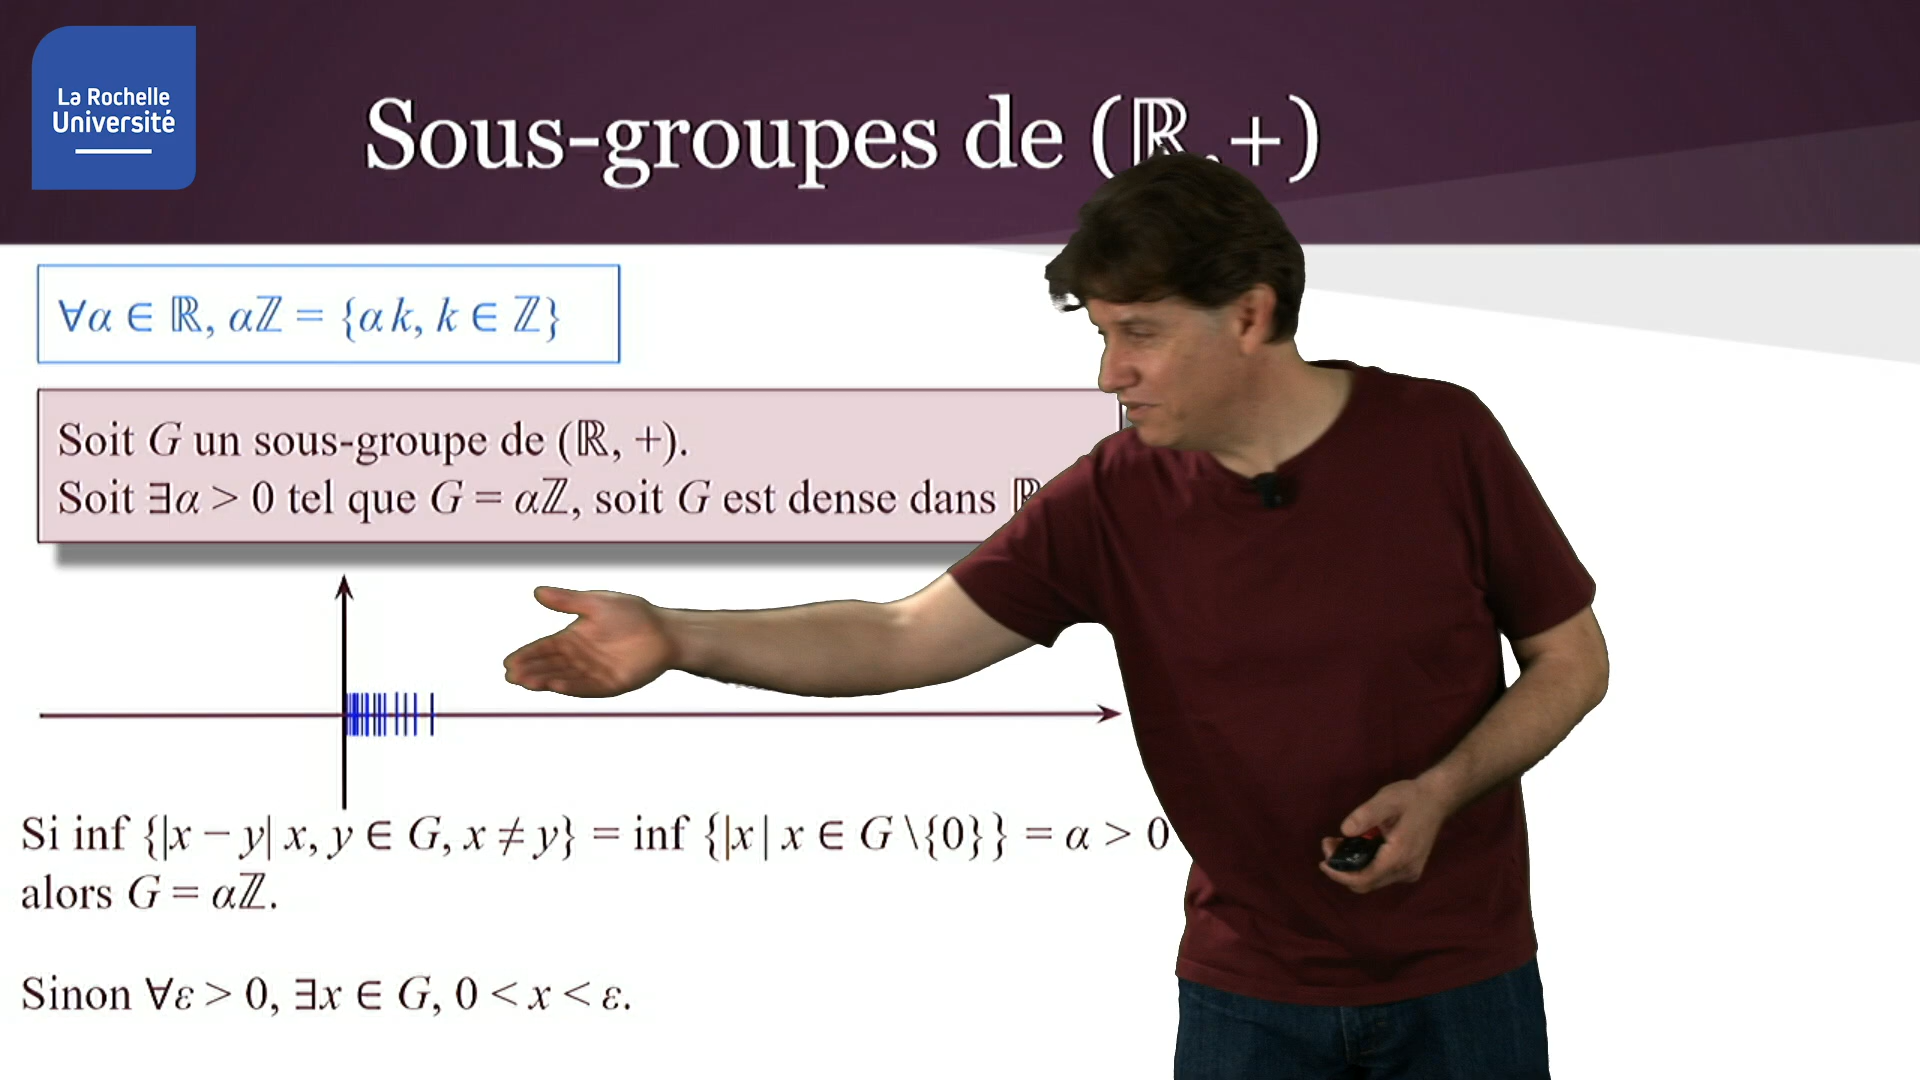 La Rochelle
Université
Sous-groupes de (ℝ,+)
∀α ∈ ℝ, αℤ = {αk, k ∈ ℤ}
Soit G un sous-groupe de (ℝ, +).
Soit ∃α > 0 tel que G = αℤ, soit G est dense dans ℝ
Si inf {|x − y| x, y ∈ G, x ≠ y} = inf {|x| x ∈ G \{0}} = α > 0
alors G = αℤ.
Sinon ∀ε > 0, ∃x ∈ G, 0 < x < ε.